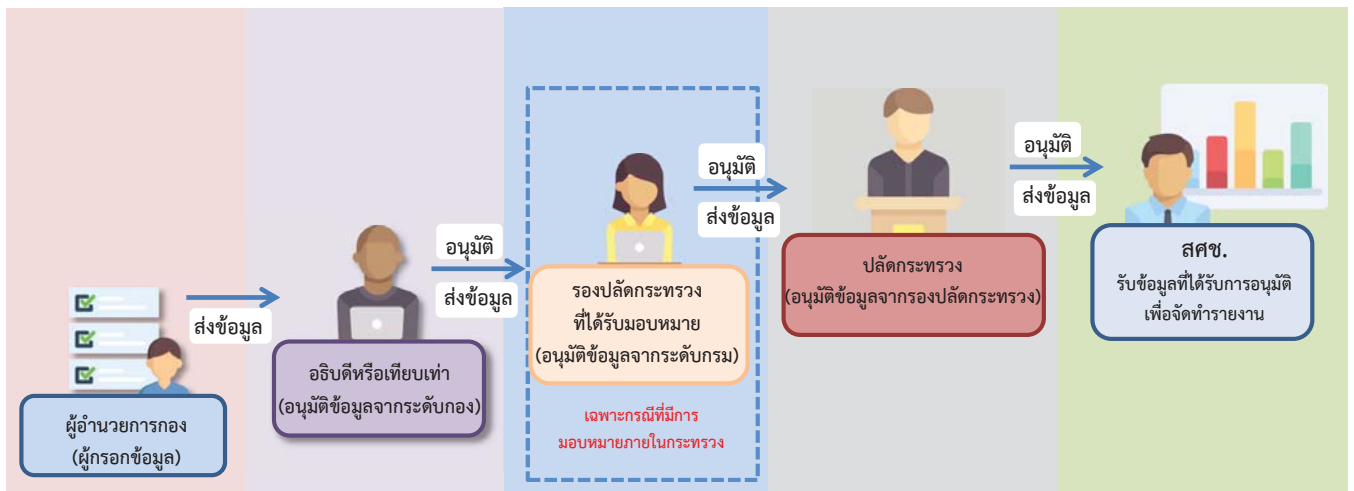 ส่งข้อมูล
ผู้อำนวยการกอง
(ผู้กรอกข้อมูล)
อธิบดีหรือเทียบเท่า
(อนุมัติข้อมูลจากระดับกอง)
อนุมัติ
ส่งข้อมูล
รองปลัดกระทรวง
ที่ได้รับมอบหมาย
(อนุมัติข้อมูลจากระดับกรม)
เฉพาะกรณีที่มีการ
มอบหมายภายในกระทรวง
อนุมัติ
ส่งข้อมูล
ปลัดกระทรวง
(อนุมัติข้อมูลจากรองปลัดกระทรวง)
อนุมัติ
ส่งข้อมูล
สศช.
รับข้อมูลที่ได้รับการอนุมัติ
เพื่อจัดทำรายงาน